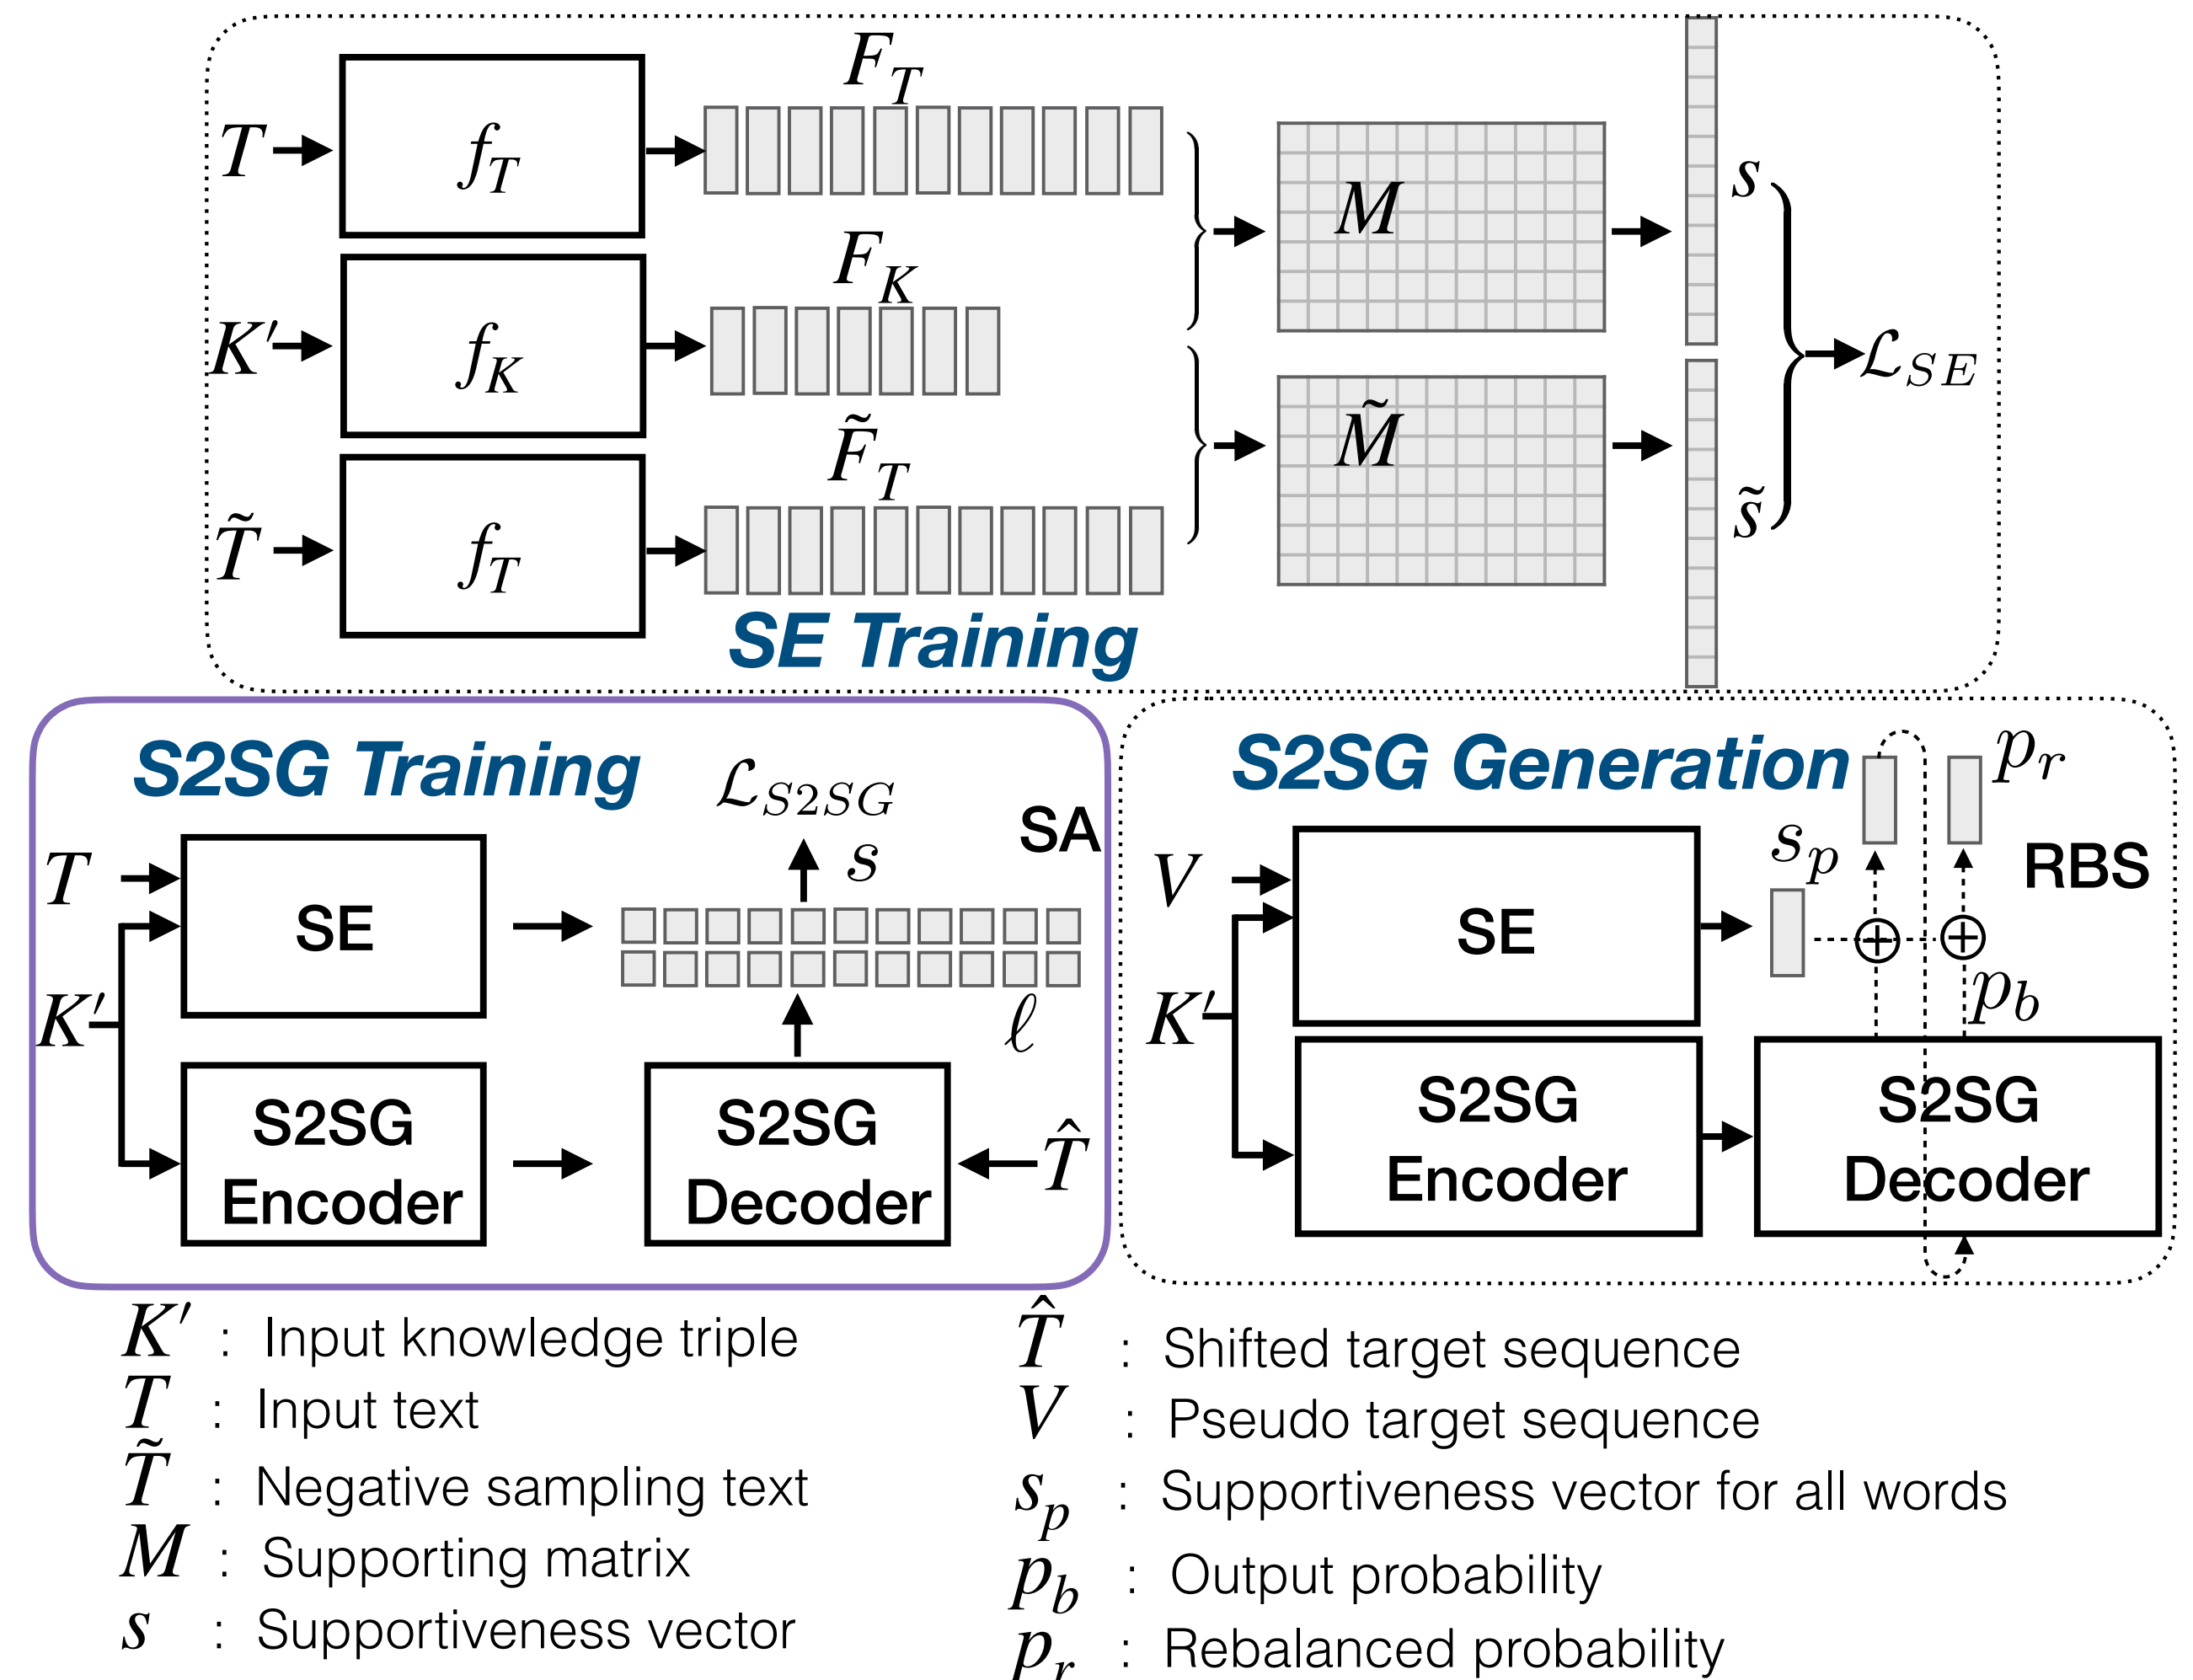 T
f_T
F_T
M
s
K′
f_K
F_K
ℒ_SE
T̃
f_T
F̃_T
M̃
s̃
SE Training
S2SG Training
ℒ_S2SG
s
SA
T
SE
K′
ℓ
S2SG
Encoder
S2SG
Decoder
T̂
S2SG Generation
p_r
s_p
RBS
V
SE
K′
p_b
S2SG
Encoder
S2SG
Decoder
K′ : Input knowledge triple
T : Input text
T̃ : Negative sampling text
M : Supporting matrix
s : Supportiveness vector
T̂ : Shifted target sequence
V : Pseudo target sequence
s_p : Supportiveness vector for all words
p_b : Output probability
p_r : Rebalanced probability